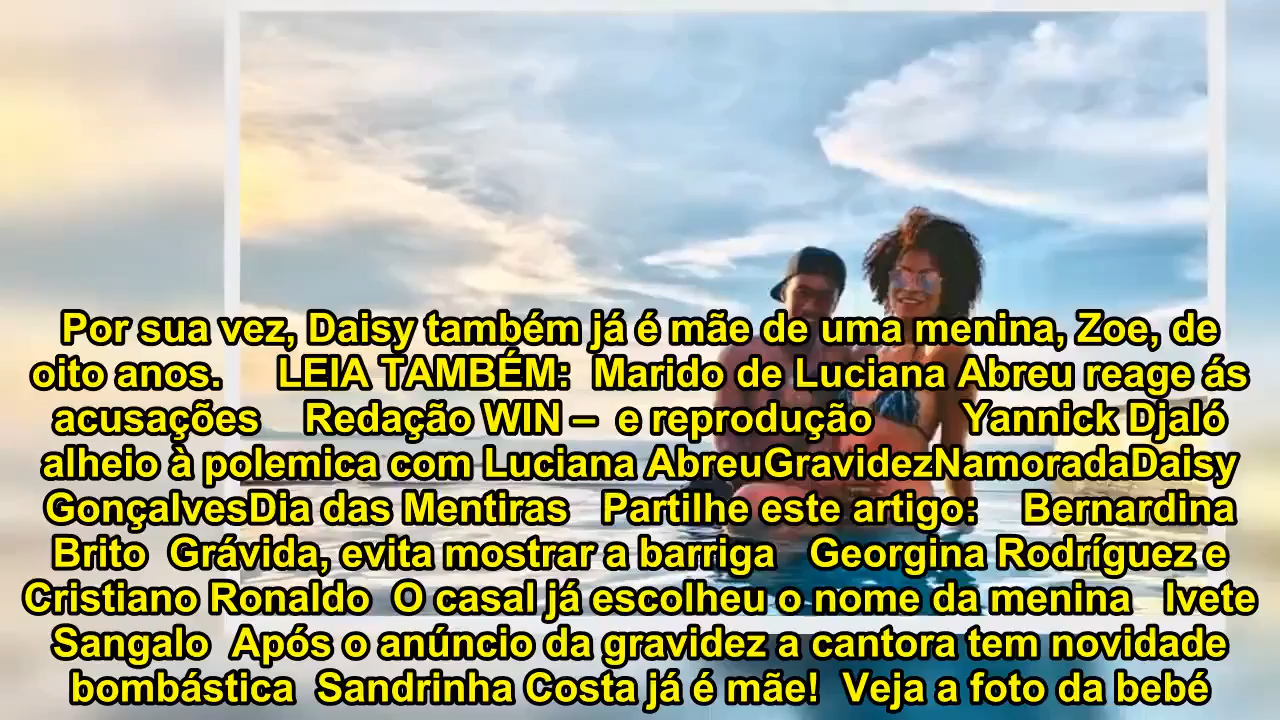 Por sua vez, Daisy também já é mãe de uma menina, Zoe, de
oito anos. LEIA TAMBÉM: Marido de Luciana Abreu reage ás
acusações Redação WIN – e reprodução Yannick Djaló
alheio à polemica com Luciana AbreuGravidezNamoradaDaisy
GonçalvesDia das Mentiras Partilhe este artigo: Bernardina
Brito Grávida, evita mostrar a barriga Georgina Rodríguez e
Cristiano Ronaldo O casal já escolheu o nome da menina Ivete
Sangalo Após o anúncio da gravidez a cantora tem novidade
bombástica Sandrinha Costa já é mãe! Veja a foto da bebé